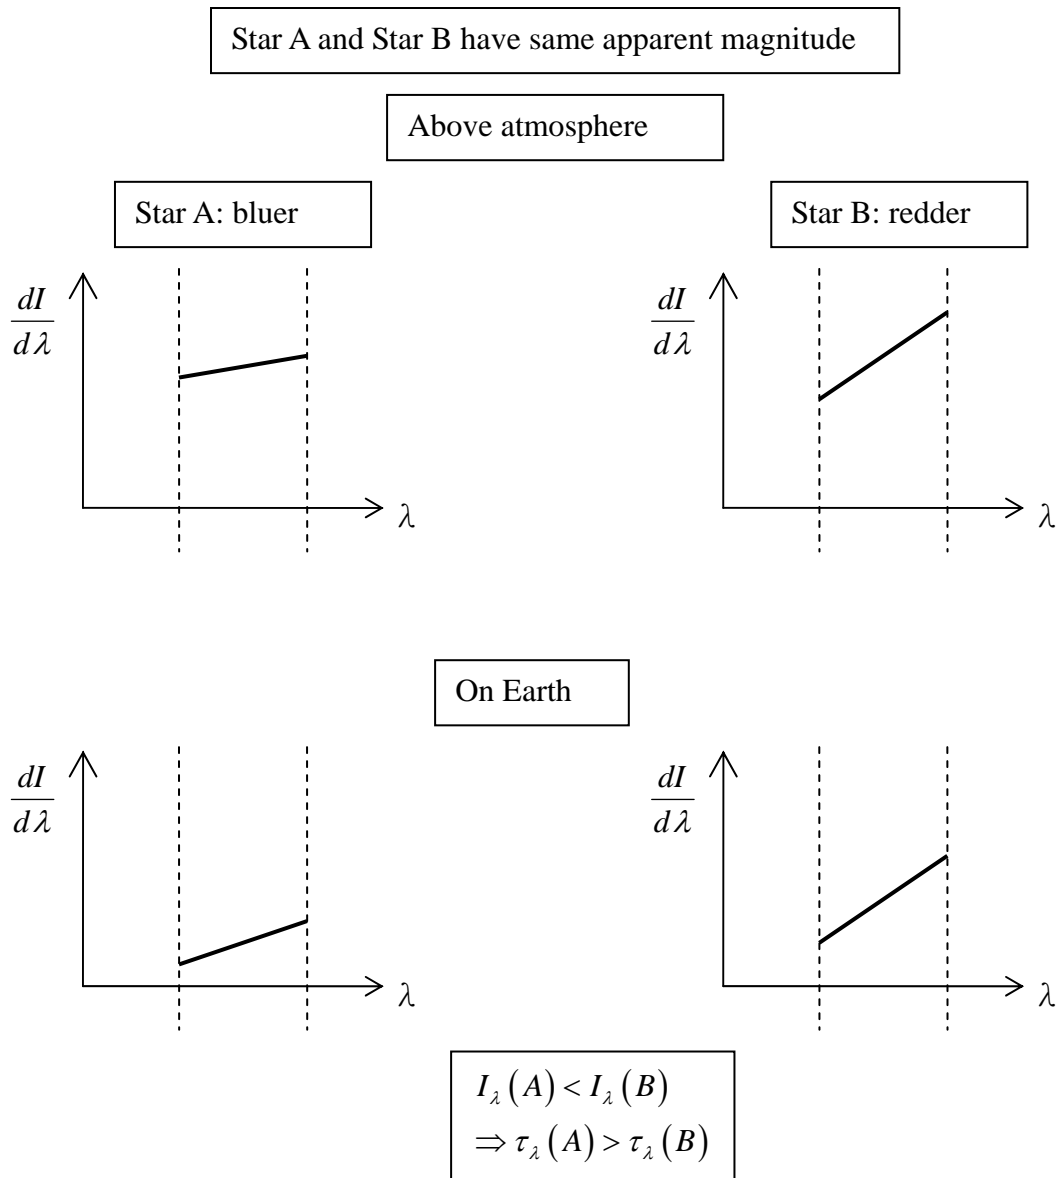 Star A and Star B have same apparent magnitude
Above atmosphere
Star A: bluer
Star B: redder
dI
dλ
λ
dI
dλ
λ
On Earth
dI
dλ
λ
dI
dλ
λ
I_λ(A) < I_λ(B)
⇒ τ_λ(A) > τ_λ(B)